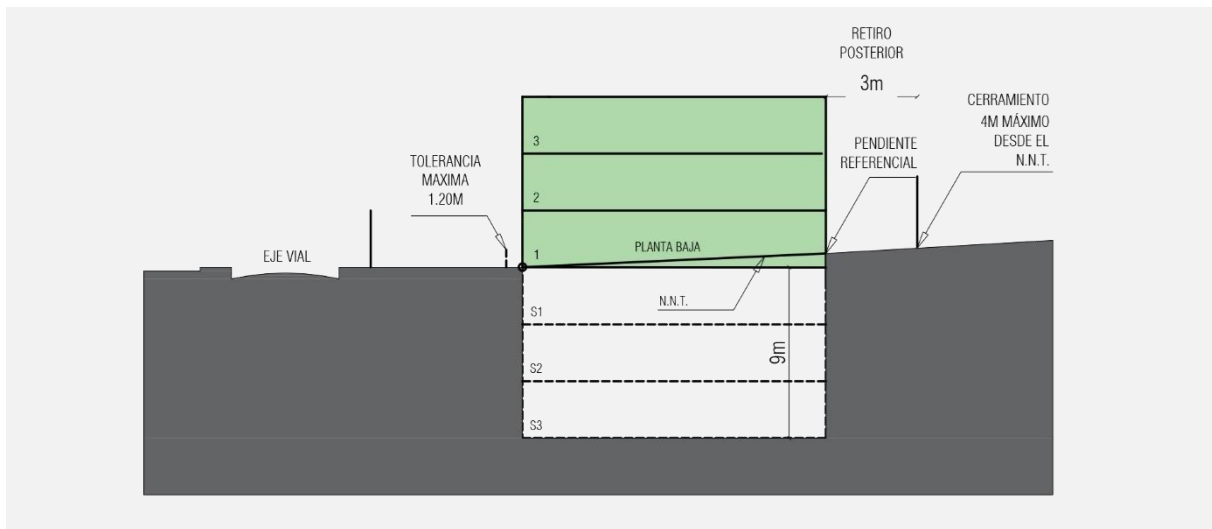 RETIRO
POSTERIOR
3m
CERRAMIENTO
4M MÁXIMO
DESDE EL
N.N.T.
PENDIENTE
REFERENCIAL
TOLERANCIA
MAXIMA
1.20M
EJE VIAL
3
2
1
PLANTA BAJA
N.N.T.
S1
S2
S3
9m